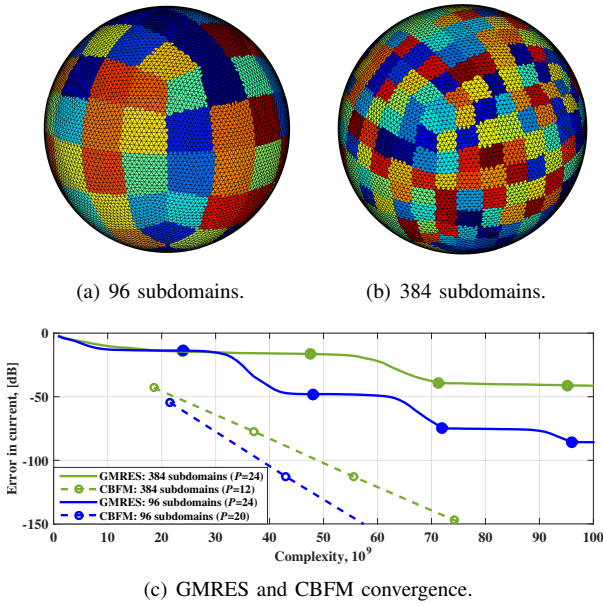 (a) 96 subdomains.
(b) 384 subdomains.
0
-50
-100
-150
Error in current, [dB]
GMRES: 384 subdomains (P=24)
CBFM: 384 subdomains (P=12)
GMRES: 96 subdomains (P=24)
CBFM: 96 subdomains (P=20)
0 10 20 30 40 50 60 70 80 90 100
Complexity, 10^9
(c) GMRES and CBFM convergence.